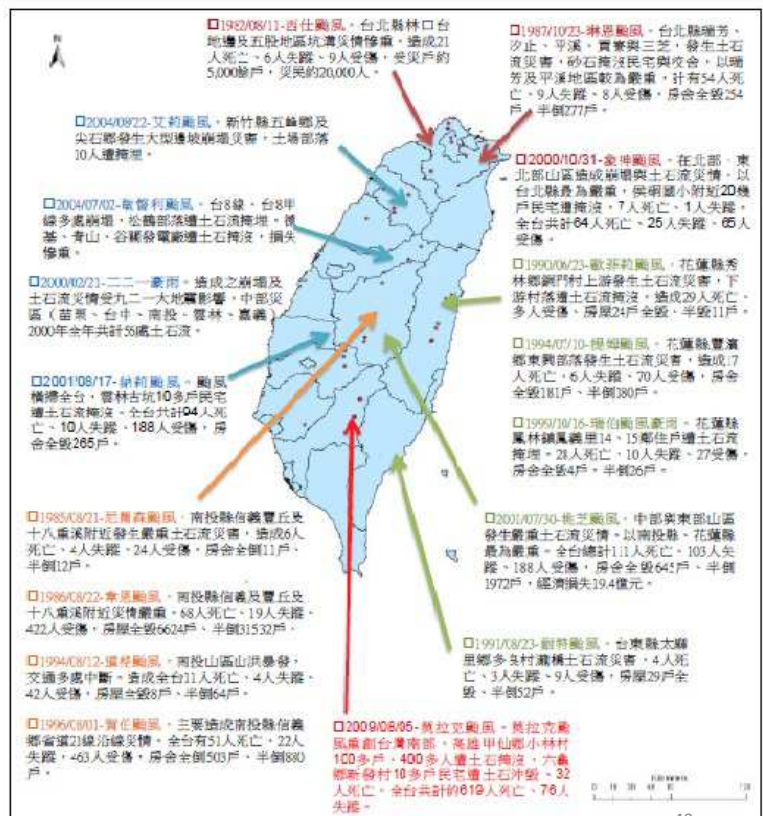 □1982/08/11-西仕颱風。台北縣林口台
地邊及五股地區坑溝災情慘重。造成21
人死亡、6人失蹤、9人受傷。受災戶約
5,000餘戶，災民約20,000人。
□1987/10/23-琳恩颱風。台北縣瑞芳、
汐止、平溪、貢寮與三芝，發生土石
流災害，砂石掩沒民宅與校舍，以瑞
芳及平溪地區較為嚴重，計有54人死
亡、9人失蹤、8人受傷，房舍全毀254
戶、半倒277戶。
□2004/08/22-艾莉颱風。新竹縣五峰鄉及
尖石鄉發生大型邊坡崩塌災害，土場部落
10人遭掩埋。
□2000/10/31-象神颱風。在北部、東
北部山區造成崩塌與土石流災情。以
台北縣最為嚴重，侯硐國小附近20幾
戶民宅遭掩沒，7人死亡、1人失蹤。
全台共計64人死亡、25人失蹤、65人
受傷。
□2004/07/02-敏督利颱風。台8線、台8甲
線多處崩塌，松鶴部落遭土石流掩埋。德
基、青山、谷關發電廠遭土石掩沒，損失
慘重。
□1990/06/23-歐菲莉颱風。花蓮縣秀
林鄉銅門村上游發生土石流災害，下
游村落遭土石流掩沒。造成29人死亡、
多人受傷，房屋24戶全毀、半毀11戶。
□2000/02/21-二二一豪雨。造成之崩塌及
土石流災情受九二一大地震影響。中部災
區（苗栗、台中、南投、雲林、嘉義）
2000年全年共計56處土石流。
□1994/07/10-提姆颱風。花蓮縣豐濱
鄉東興部落發生土石流災害，造成17
人死亡，6人失蹤、70人受傷，房舍
全毀181戶、半倒380戶。
□2001/08/17-納莉颱風。颱風
橫掃全台，雲林古坑10多戶民宅
遭土石流掩沒。全台共計94人死
亡、10人失蹤、188人受傷，房
舍全毀265戶。
□1999/10/16-瑞伯颱風豪雨。花蓮縣
鳳林鎮鳳義里14、15鄰住戶遭土石流
掩埋。28人死亡、10人失蹤、27受傷，
房舍全毀4戶。半倒26戶。
□1985/08/21-尼爾森颱風。南投縣信義豐丘及
十八重溪附近發生嚴重土石流災害，造成6人
死亡、4人失蹤、24人受傷，房舍全倒11戶、
半倒12戶。
□2001/07/30-桃芝颱風。中部與東部山區
發生嚴重土石流災情。以南投縣、花蓮縣
最為嚴重。全台總計111人死亡、103人失
蹤、188人受傷，房舍全毀645戶、半倒
1972戶，經濟損失19.4億元。
□1986/08/22-韋恩颱風。南投縣信義及豐丘及
十八重溪附近災情嚴重。68人死亡、19人失蹤、
422人受傷，房屋全毀6624戶、半倒31532戶。
□1991/08/23-耐特颱風。台東縣太麻
里鄉多良村瀧橋土石流災害，4人死
亡、3人失蹤、9人受傷，房屋29戶全
毀、半倒52戶。
□1994/08/12-道格颱風。南投山區山洪暴發，
交通多處中斷。造成全台11人死亡、4人失蹤、
42人受傷，房屋全毀8戶、半倒64戶。
□1996/08/01-賀伯颱風。主要造成南投縣信義
鄉省道21線沿線災情。全台有51人死亡、22人
失蹤，463人受傷，房舍全倒503戶、半倒880
戶。
□2009/08/05-莫拉克颱風。莫拉克颱
風重創台灣南部，高雄甲仙鄉小林村
100多戶、400多人遭土石掩沒，六龜
鄉新發村10多戶民宅遭土石沖毀、32
人死亡。全台共計約619人死亡、76人
失蹤。